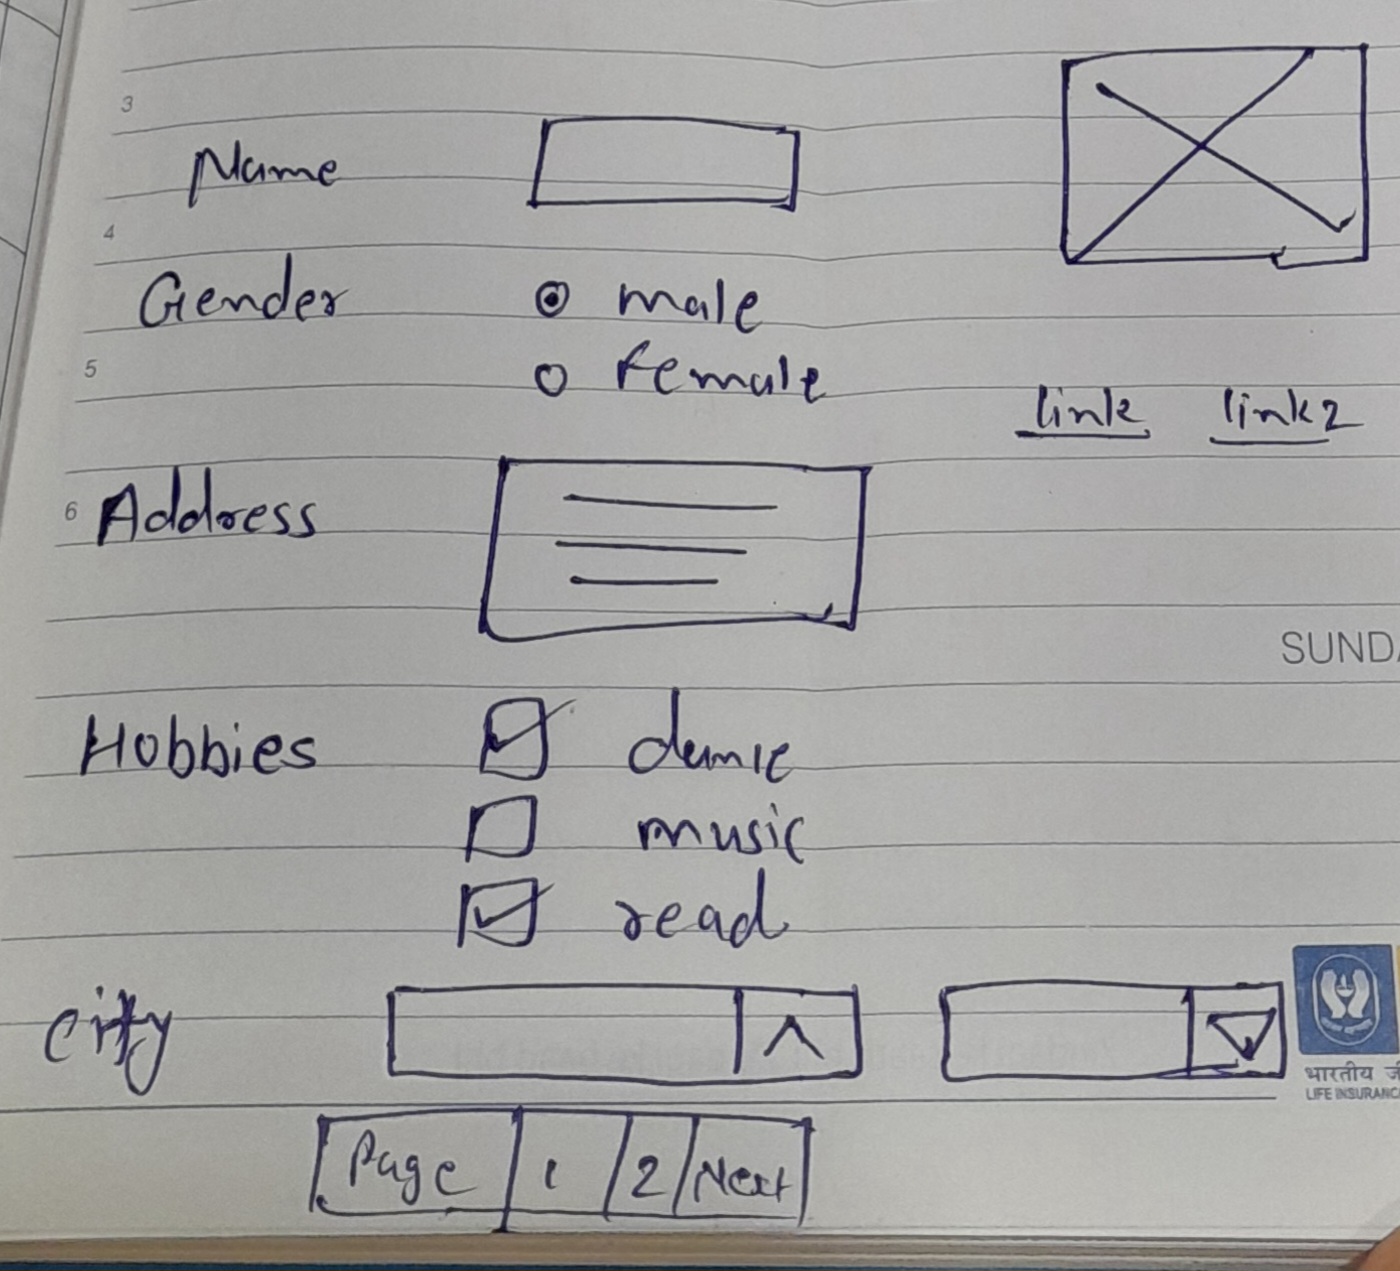 3
Name
4
Gender
male
5
female
link
link2
6
Address
SUND
Hobbies
music
read
city
भारतीय
LIFE INSURANC
Page 1 2 Next